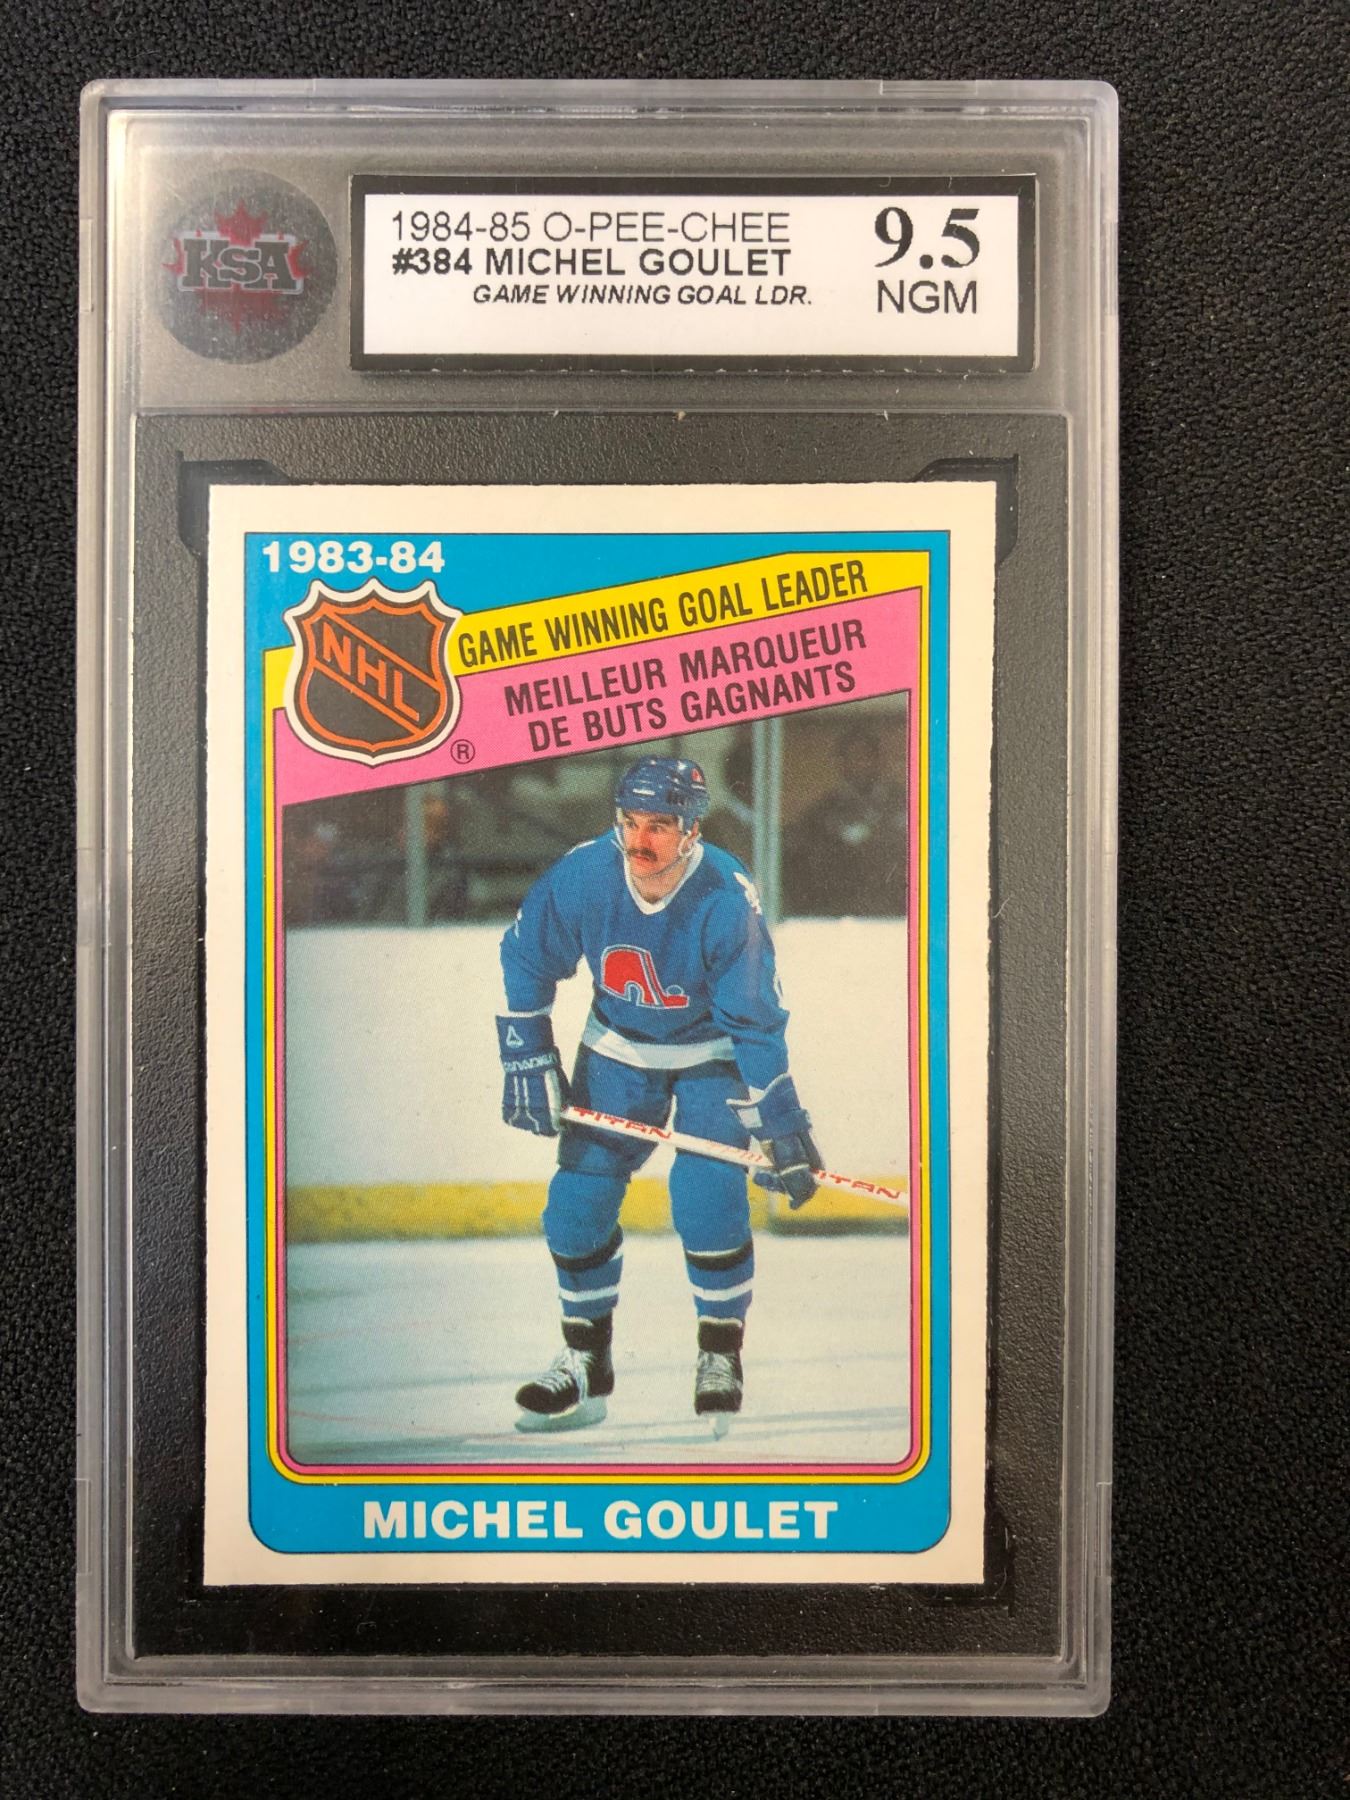 KSA
1984-85 O-PEE-CHEE
#384 MICHEL GOULET
GAME WINNING GOAL LDR.
9.5
NGM
1983-84
NHL
®
GAME WINNING GOAL LEADER
MEILLEUR MARQUEUR
DE BUTS GAGNANTS
TITAN
TITAN
MICHEL GOULET